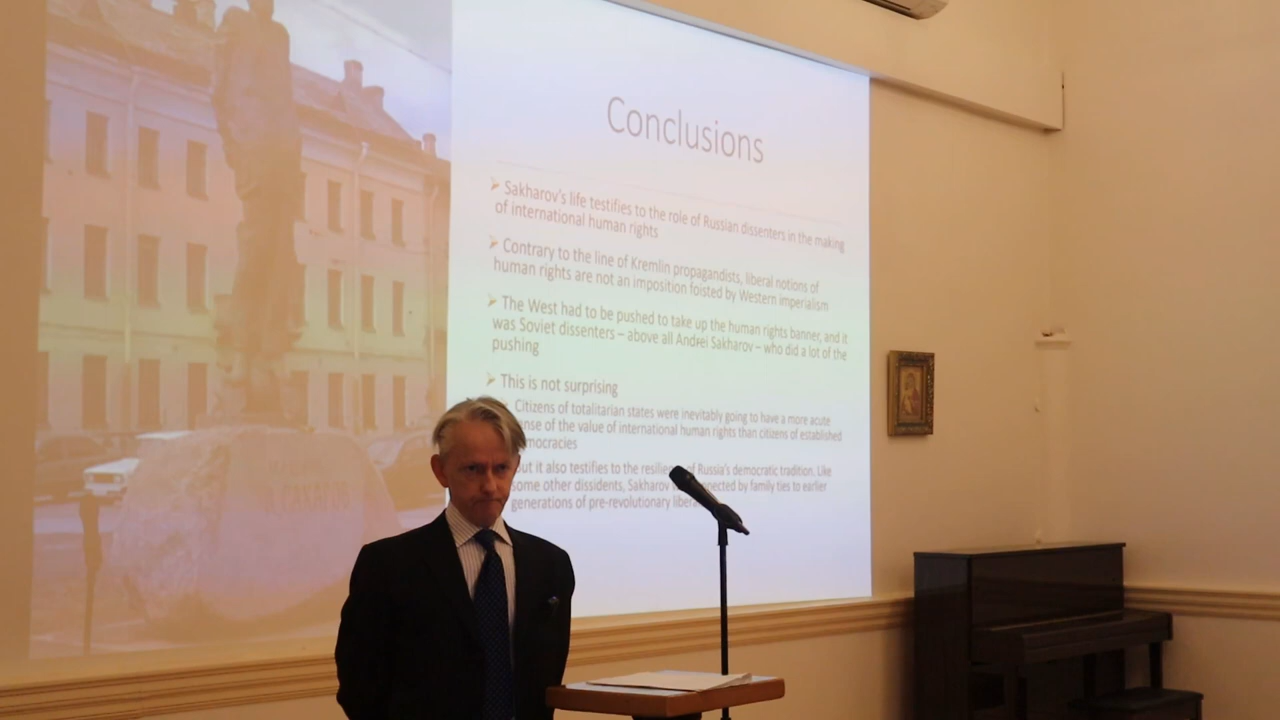 Conclusions
Sakharov's life testifies to the role of Russian dissenters in the making
of international human rights
Contrary to the line of Kremlin propagandists, liberal notions of
human rights are not an imposition foisted by Western imperialism
The West had to be pushed to take up the human rights banner, and it
was Soviet dissenters – above all Andrei Sakharov – who did a lot of the
pushing
This is not surprising
Citizens of totalitarian states were inevitably going to have a more acute
ense of the value of international human rights than citizens of established
mocracies
but it also testifies to the resilien of Russia's democratic tradition. Like
some other dissidents, Sakharov w nnected by family ties to earlier
generations of pre-revolutionary libera
САХАРОВ